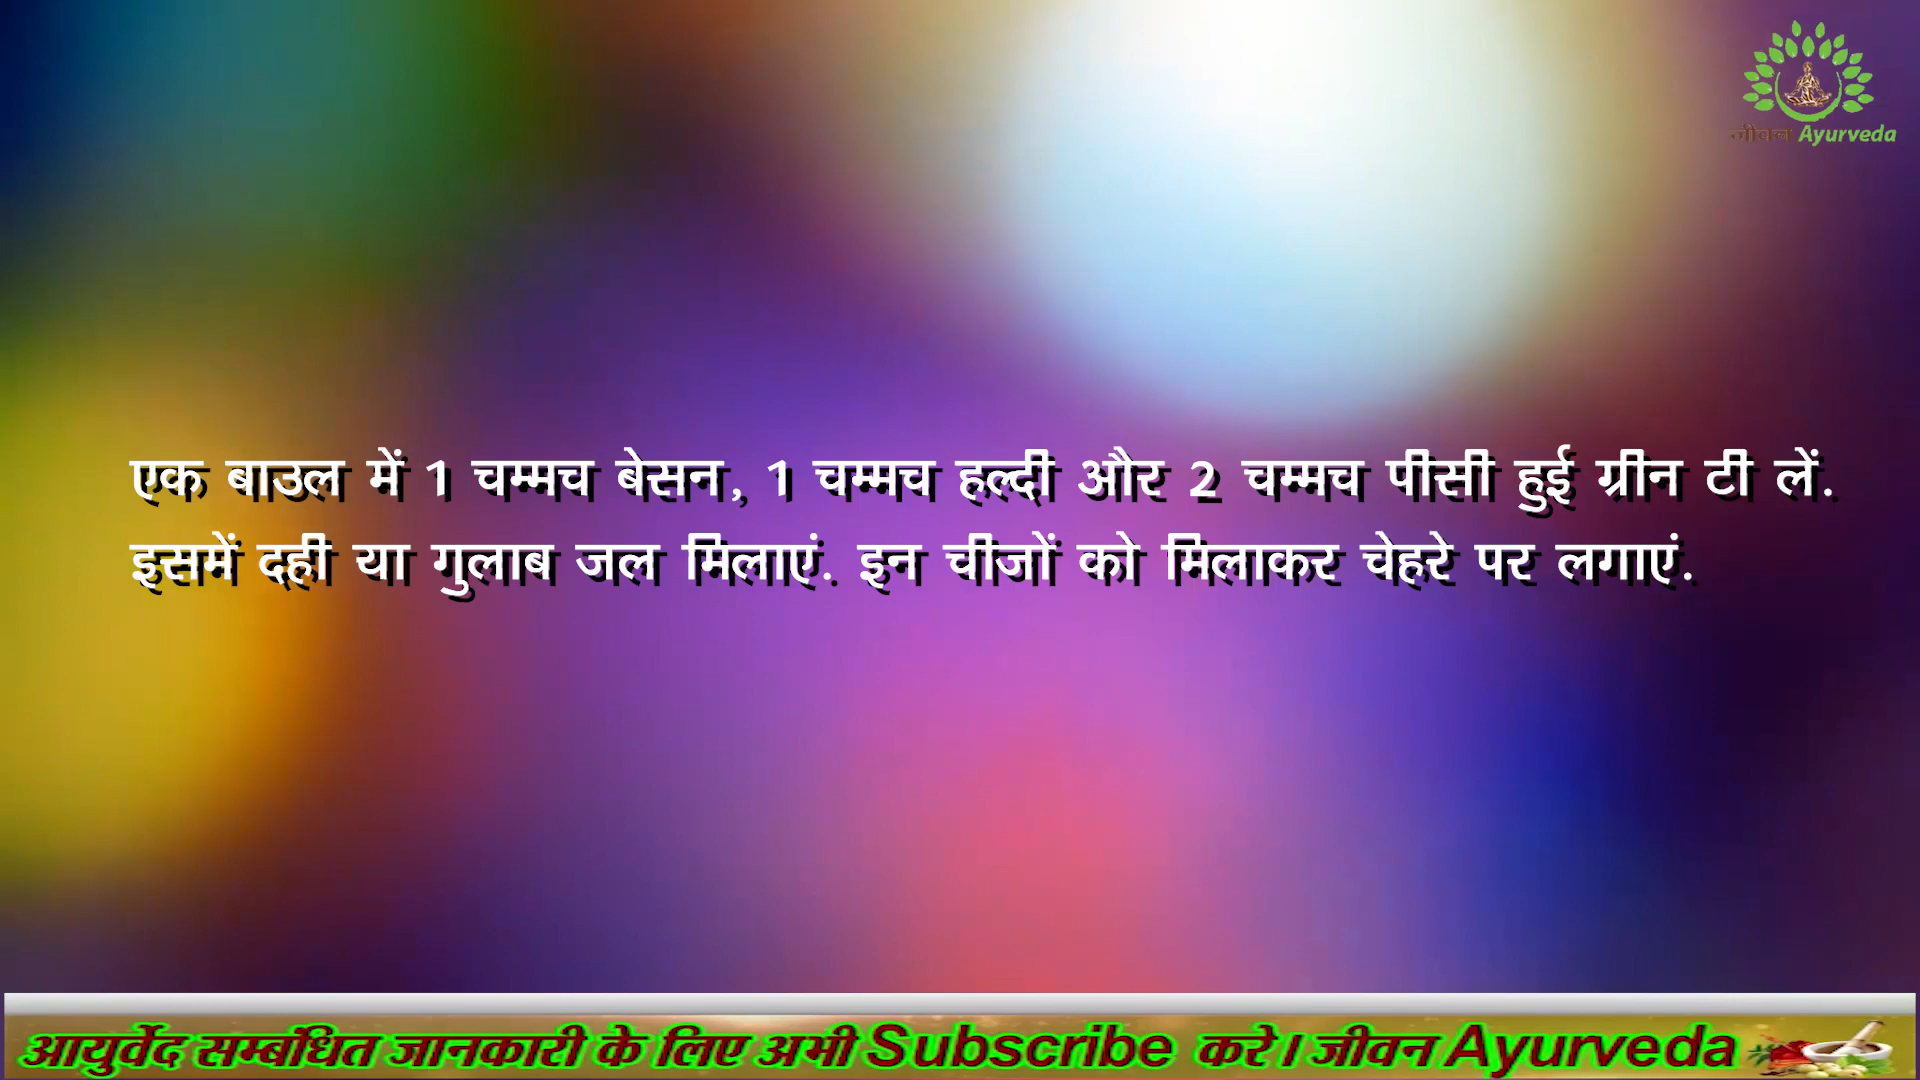 जीवन Ayurveda
एक बाउल में 1 चम्मच बेसन, 1 चम्मच हल्दी और 2 चम्मच पीसी हुई ग्रीन टी लें.
इसमें दही या गुलाब जल मिलाएं. इन चीजों को मिलाकर चेहरे पर लगाएं.
आयुर्वेद सम्बंधित जानकारी के लिए अभी Subscribe करे। जीवन Ayurveda